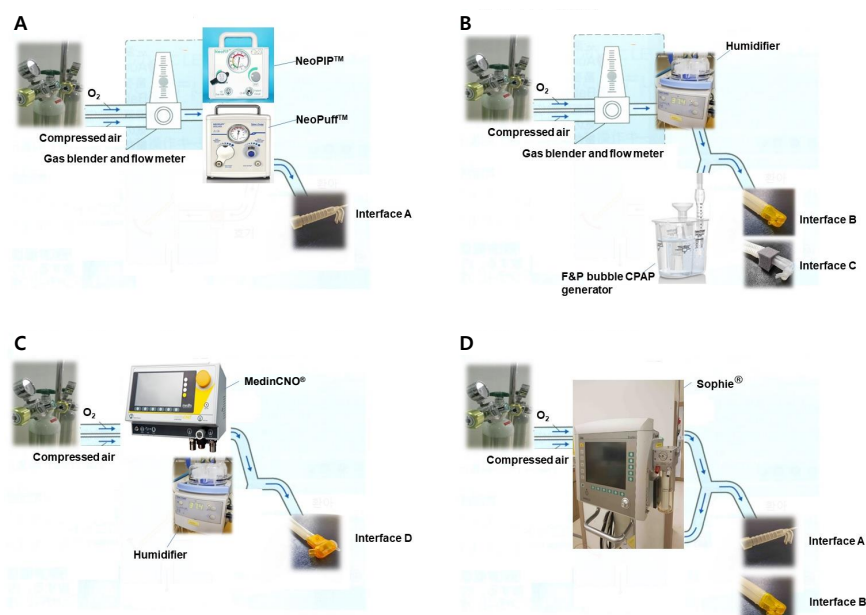 A
O2
Compressed air
Gas blender and flow meter
NeoPIP™
NeoPuff™
Interface A
B
O2
Compressed air
Gas blender and flow meter
Humidifier
Interface B
Interface C
F&P bubble CPAP
generator
C
O2
Compressed air
MedinCNO®
Humidifier
Interface D
D
O2
Compressed air
Sophie®
Interface A
Interface B